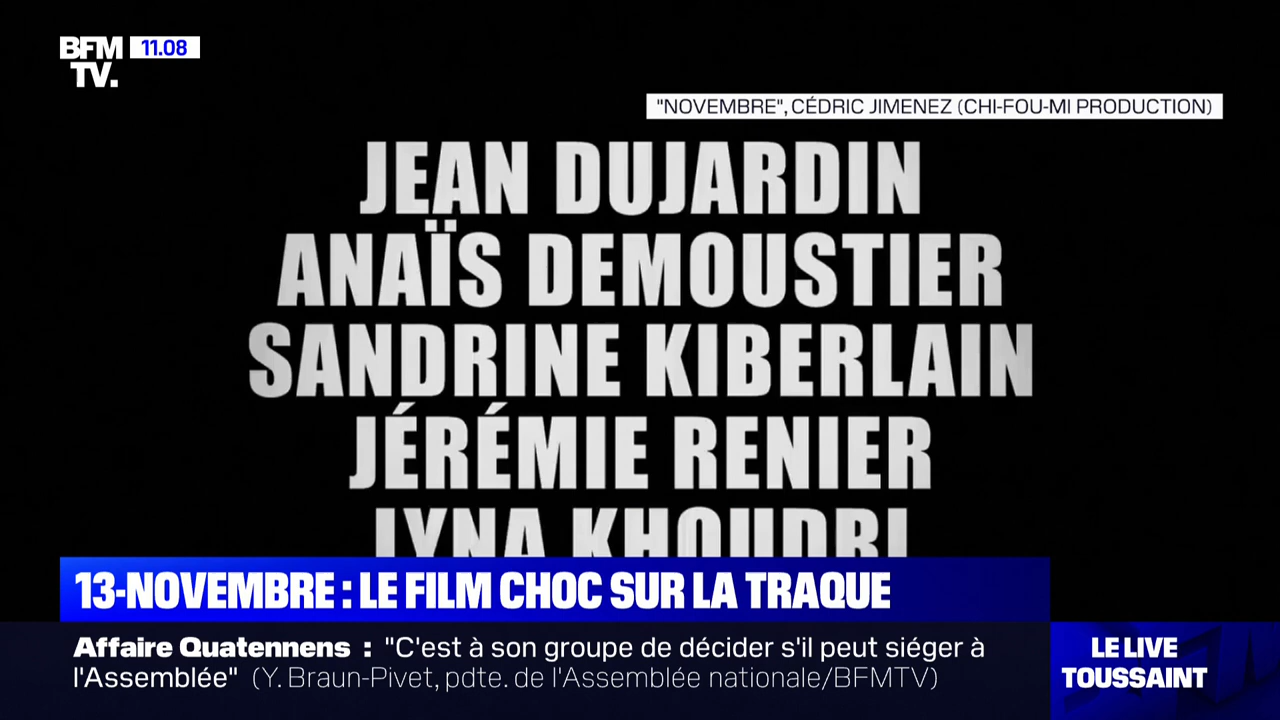 BFM 11.08
TV.
"NOVEMBRE", CÉDRIC JIMENEZ (CHI-FOU-MI PRODUCTION)
JEAN DUJARDIN
ANAÏS DEMOUSTIER
SANDRINE KIBERLAIN
JÉRÉMIE RENIER
LYNA KHOUDRI
13-NOVEMBRE : LE FILM CHOC SUR LA TRAQUE
Affaire Quatennens : "C'est à son groupe de décider s'il peut siéger à
l'Assemblée" (Y. Braun-Pivet, pdte. de l'Assemblée nationale/BFMTV)
LE LIVE
TOUSSAINT